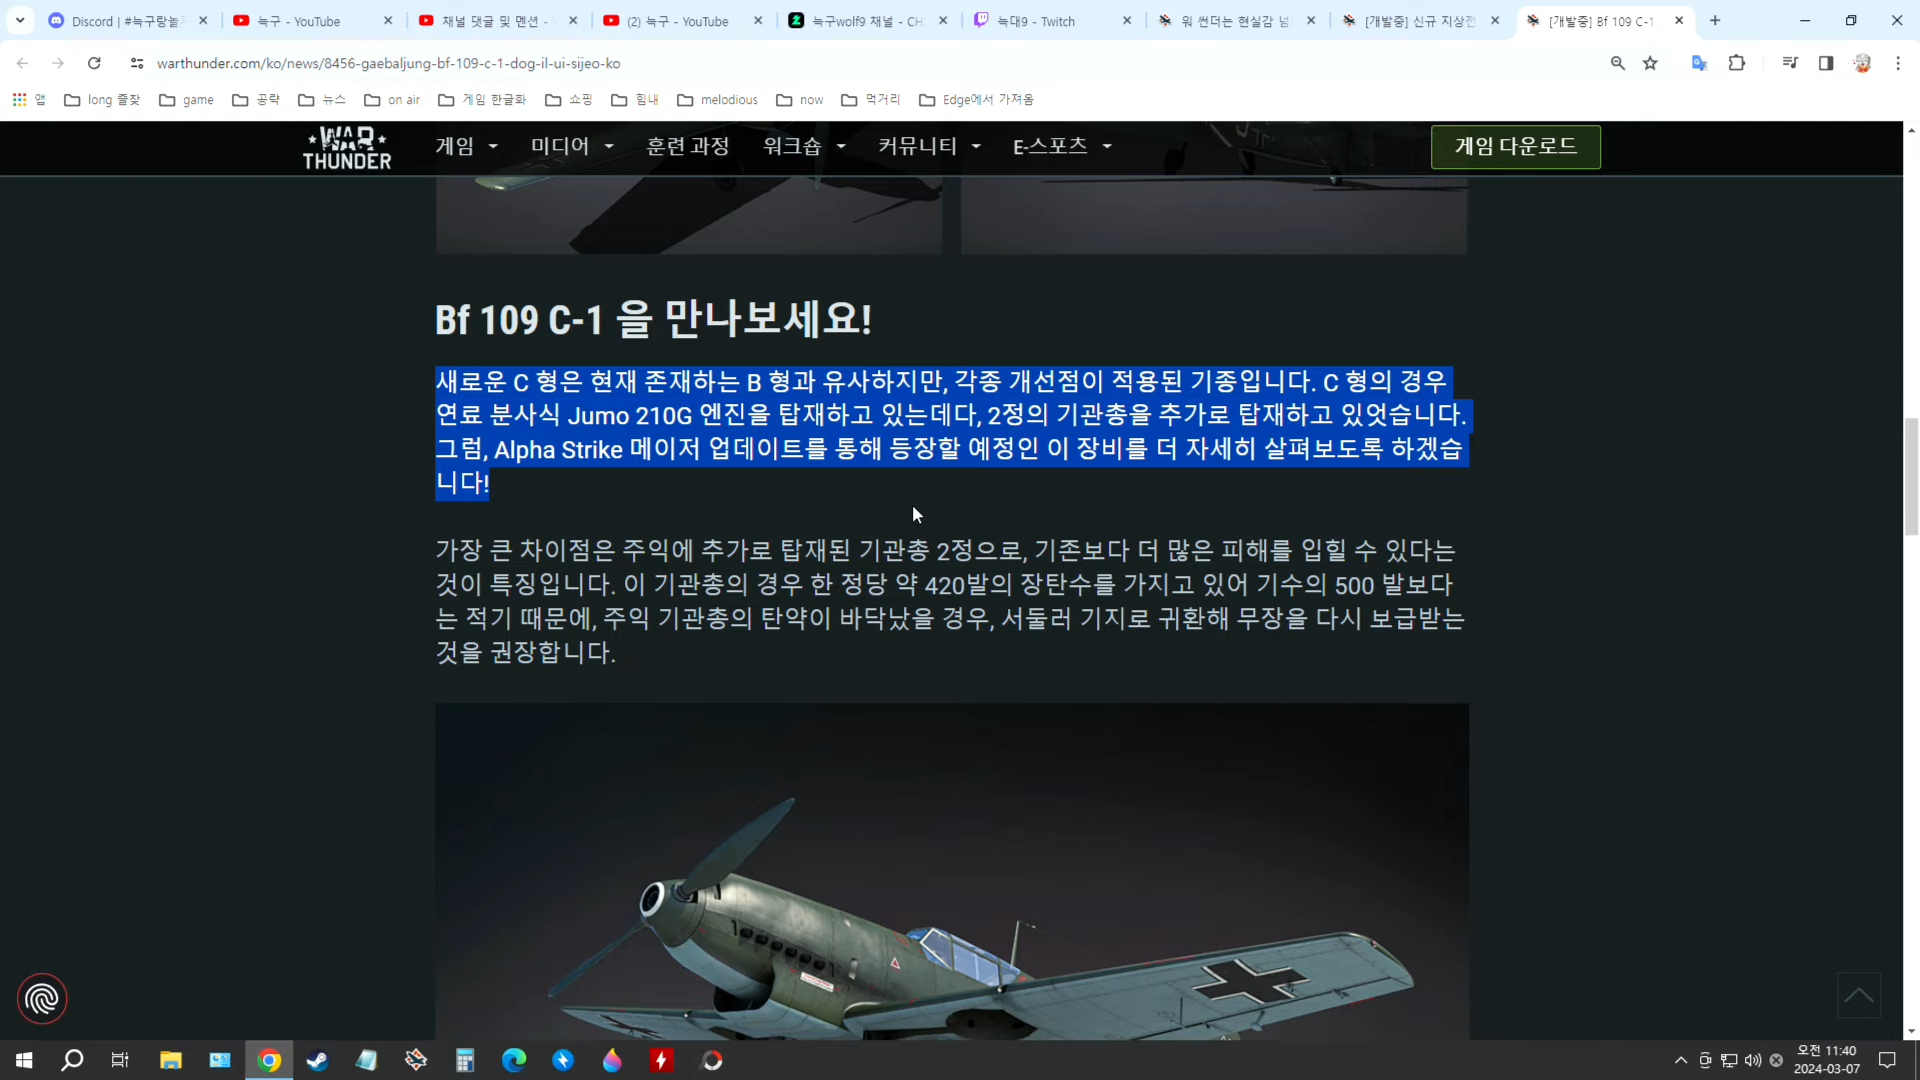 Discord | #늑구랑놀
늑구 - YouTube
채널 댓글 및 멘션 -
(2) 늑구 - YouTube
늑구wolf9 채널 - CH
늑대9 - Twitch
워 썬더는 현실감 넘
[개발중] 신규 지상전
[개발중] Bf 109 C-1
warthunder.com/ko/news/8456-gaebaljung-bf-109-c-1-dog-il-ui-sijeo-ko
앱
long 즐찾
game
공략
뉴스
on air
게임 한글화
쇼핑
힘내
melodious
now
먹거리
Edge에서 가져옴
WAR
THUNDER
게임
미디어
훈련 과정
워크숍
커뮤니티
E-스포츠
게임 다운로드
Bf 109 C-1 을 만나보세요!
새로운 C 형은 현재 존재하는 B 형과 유사하지만, 각종 개선점이 적용된 기종입니다. C 형의 경우
연료 분사식 Jumo 210G 엔진을 탑재하고 있는데다, 2정의 기관총을 추가로 탑재하고 있엇습니다.
그럼, Alpha Strike 메이저 업데이트를 통해 등장할 예정인 이 장비를 더 자세히 살펴보도록 하겠습
니다!
가장 큰 차이점은 주익에 추가로 탑재된 기관총 2정으로, 기존보다 더 많은 피해를 입힐 수 있다는
것이 특징입니다. 이 기관총의 경우 한 정당 약 420발의 장탄수를 가지고 있어 기수의 500 발보다
는 적기 때문에, 주익 기관총의 탄약이 바닥났을 경우, 서둘러 기지로 귀환해 무장을 다시 보급받는
것을 권장합니다.
오전 11:40
2024-03-07